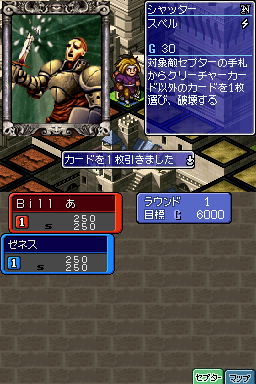 シャッター
スペル
G 30
対象敵セプターの手札
からクリーチャーカー
ド以外のカードを1枚
選び、破壊する
カードを1枚引きました
Bill あ
1 250
S 250
ラウンド 1
目標 G 6000
ゼネス
1 250
S 250
セプター マップ